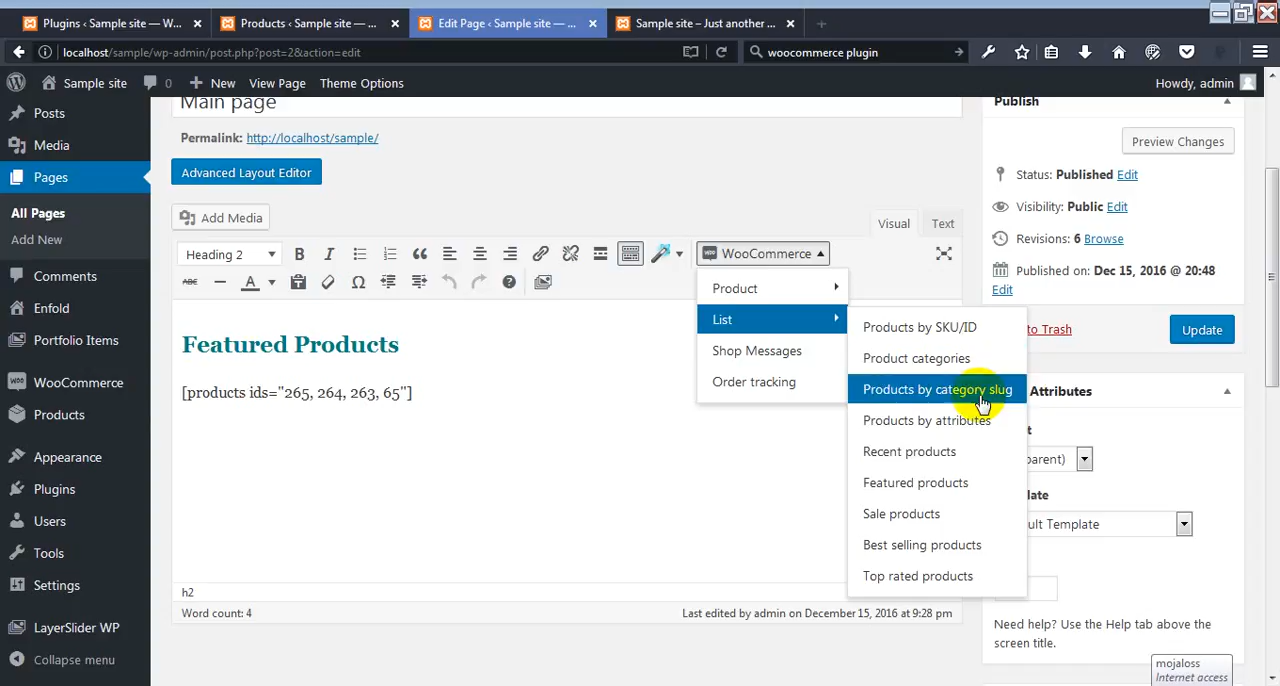 Plugins < Sample site — W...
Products < Sample site — ...
Edit Page < Sample site — ...
Sample site – Just another ...
localhost/sample/wp-admin/post.php?post=2&action=edit
woocommerce plugin
Sample site
0
New
View Page
Theme Options
Howdy, admin
Posts
Media
Pages
All Pages
Add New
Comments
Enfold
Portfolio Items
WooCommerce
Products
Appearance
Plugins
Users
Tools
Settings
LayerSlider WP
Collapse menu
Main page
Permalink: http://localhost/sample/
Advanced Layout Editor
Add Media
Visual
Text
Heading 2
B
I
WooCommerce
ABC
A
Product
List
Shop Messages
Order tracking
Products by SKU/ID
Product categories
Products by category slug
Products by attributes
Recent products
Featured products
Sale products
Best selling products
Top rated products
Featured Products
[products ids="265, 264, 263, 65"]
h2
Word count: 4
Last edited by admin on December 15, 2016 at 9:28 pm
Publish
Preview Changes
Status: Published Edit
Visibility: Public Edit
Revisions: 6 Browse
Published on: Dec 15, 2016 @ 20:48
Edit
to Trash
Update
Attributes
t
parent)
late
ult Template
Need help? Use the Help tab above the
screen title.
mojaloss
Internet access